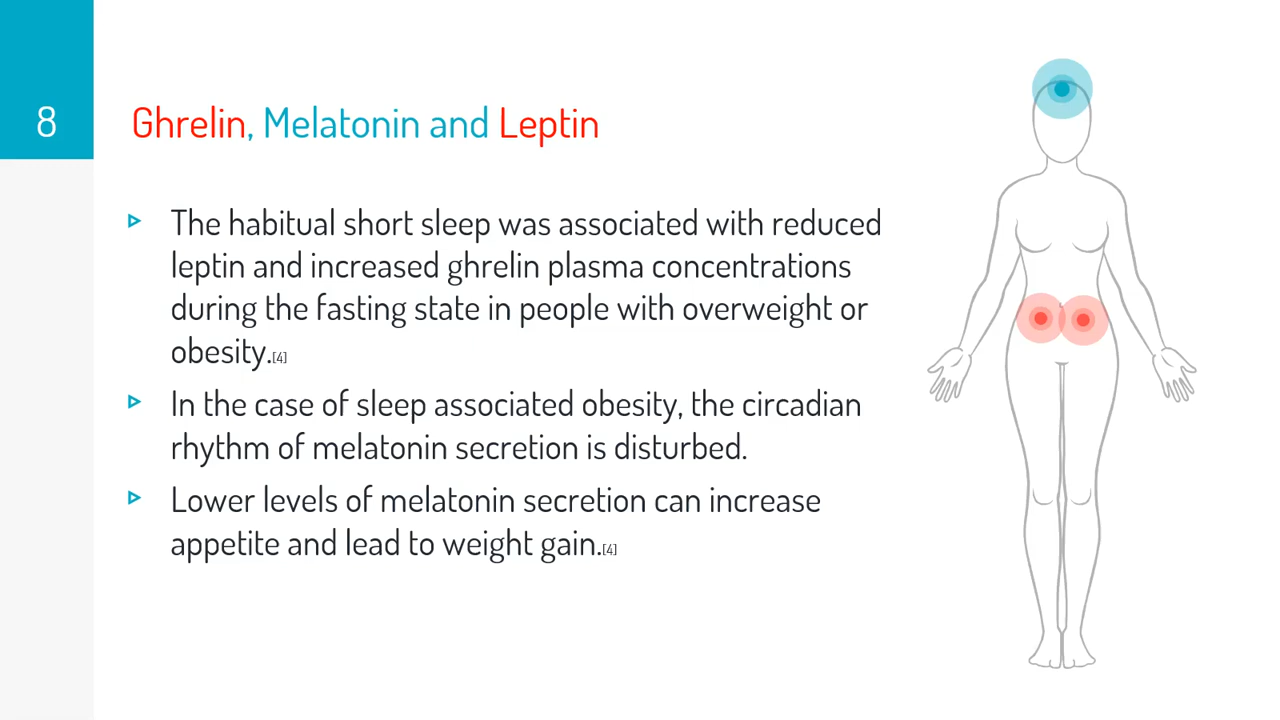 8
Ghrelin, Melatonin and Leptin
The habitual short sleep was associated with reduced
leptin and increased ghrelin plasma concentrations
during the fasting state in people with overweight or
obesity.[4]
In the case of sleep associated obesity, the circadian
rhythm of melatonin secretion is disturbed.
Lower levels of melatonin secretion can increase
appetite and lead to weight gain.[4]